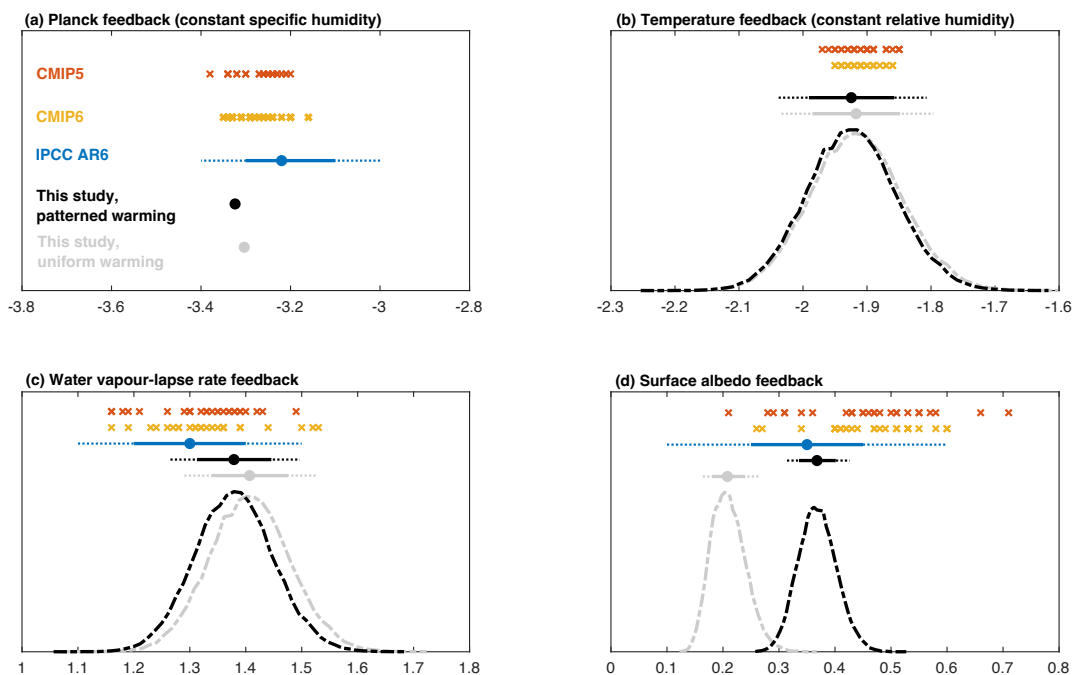 (a) Planck feedback (constant specific humidity)
CMIP5
CMIP6
IPCC AR6
This study,
patterned warming
This study,
uniform warming
-3.8 -3.6 -3.4 -3.2 -3 -2.8
(b) Temperature feedback (constant relative humidity)
-2.3 -2.2 -2.1 -2 -1.9 -1.8 -1.7 -1.6
(c) Water vapour-lapse rate feedback
1 1.1 1.2 1.3 1.4 1.5 1.6 1.7 1.8
(d) Surface albedo feedback
0 0.1 0.2 0.3 0.4 0.5 0.6 0.7 0.8